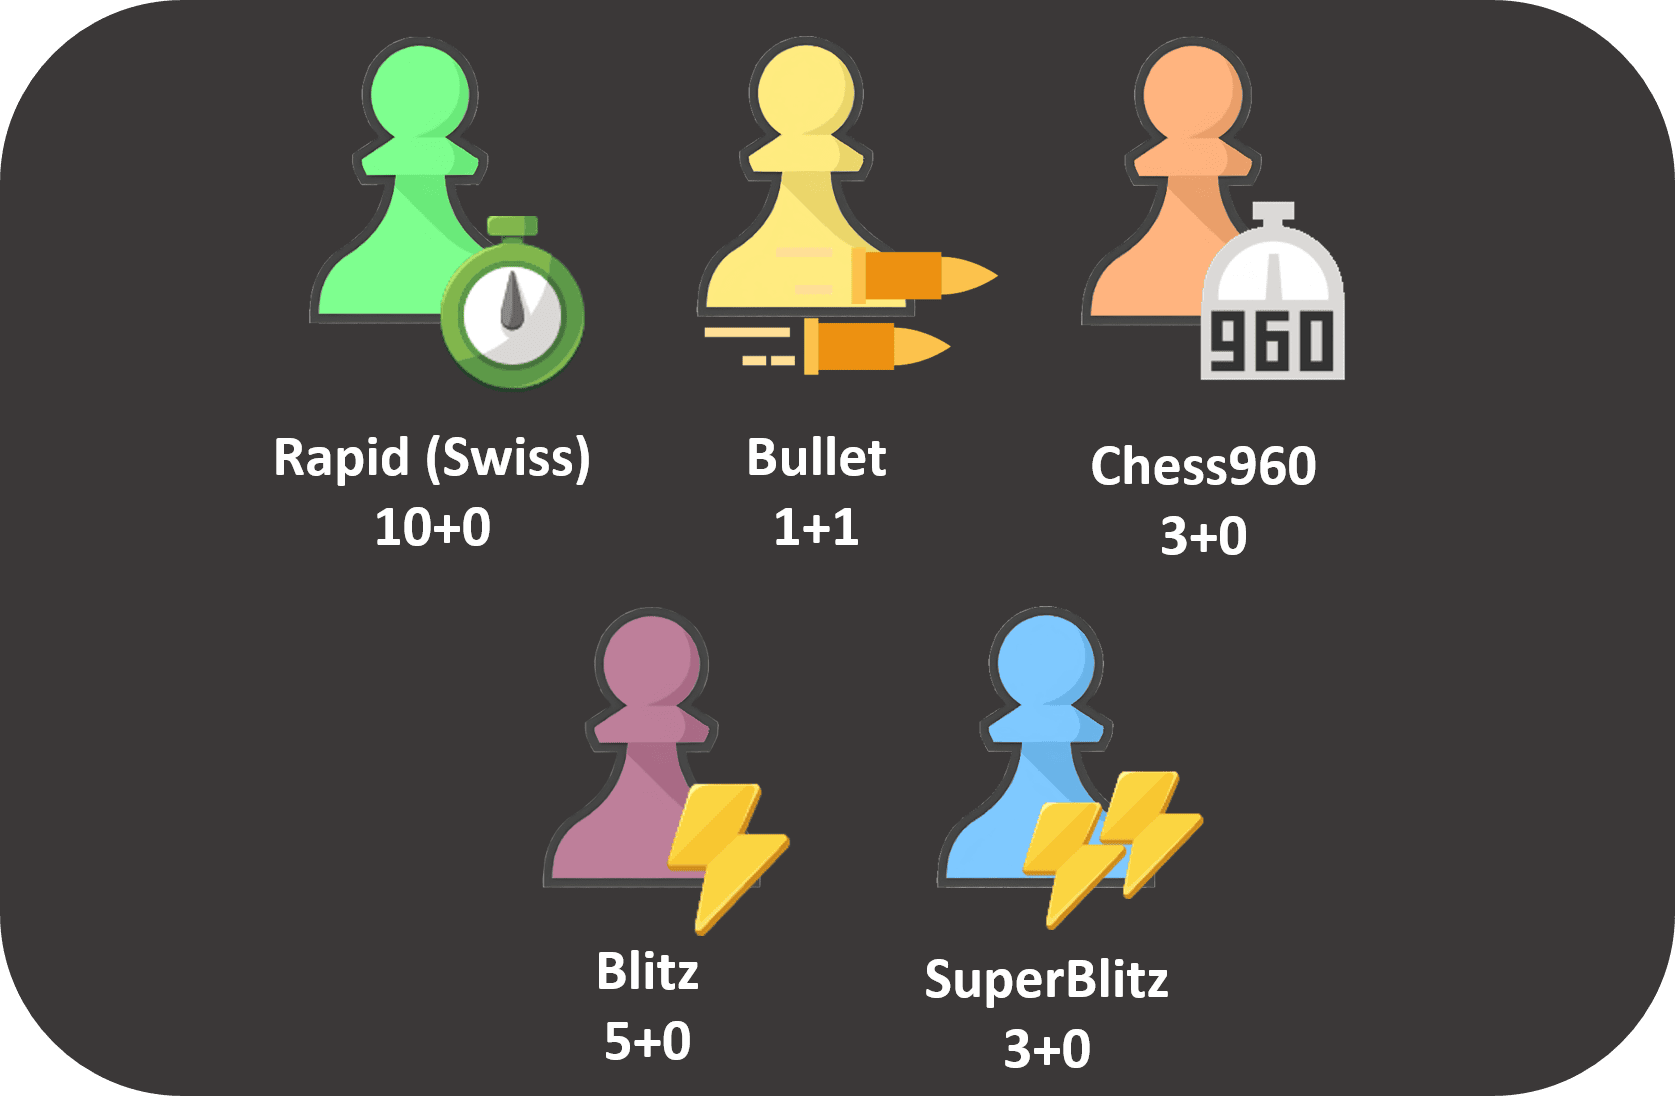 960
Rapid (Swiss)
10+0
Bullet
1+1
Chess960
3+0
Blitz
5+0
SuperBlitz
3+0